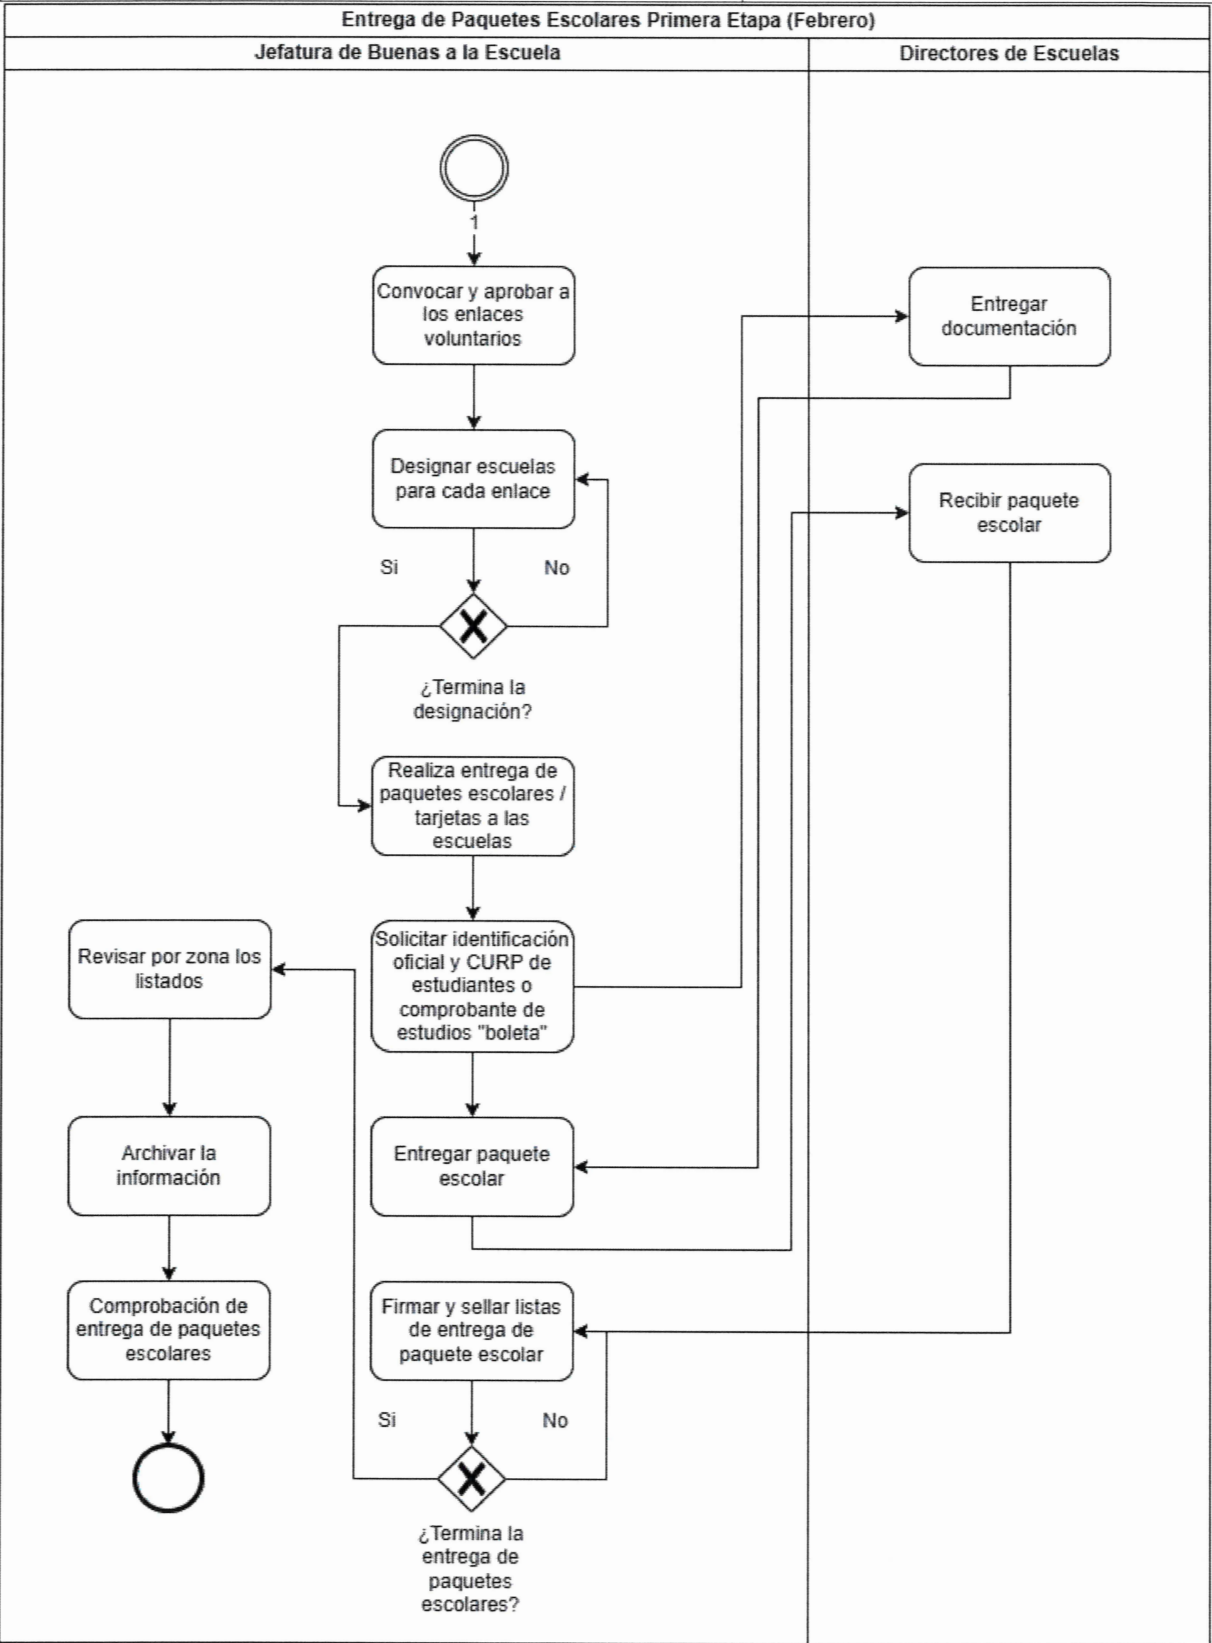 Entrega de Paquetes Escolares Primera Etapa (Febrero)
Jefatura de Buenas a la Escuela
Directores de Escuelas
1
Convocar y aprobar a
los enlaces
voluntarios
Entregar
documentación
Designar escuelas
para cada enlace
Recibir paquete
escolar
Si
No
¿Termina la
designación?
Realiza entrega de
paquetes escolares /
tarjetas a las
escuelas
Solicitar identificación
oficial y CURP de
estudiantes o
comprobante de
estudios "boleta"
Revisar por zona los
listados
Archivar la
información
Entregar paquete
escolar
Comprobación de
entrega de paquetes
escolares
Firmar y sellar listas
de entrega de
paquete escolar
Si
No
¿Termina la
entrega de
paquetes
escolares?